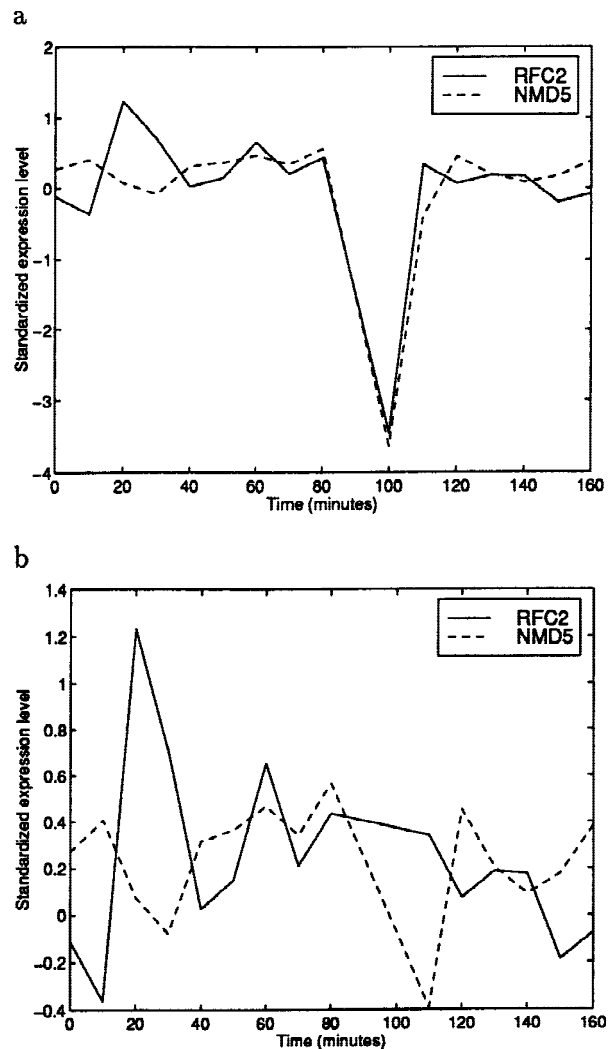 a
2
1
0
-1
-2
-3
-4
Standardized expression level
RFC2
NMD5
0 20 40 60 80 100 120 140 160
Time (minutes)
b
1.4
1.2
1
0.8
0.6
0.4
0.2
0
-0.2
-0.4
Standardized expression level
RFC2
NMD5
0 20 40 60 80 100 120 140 160
Time (minutes)